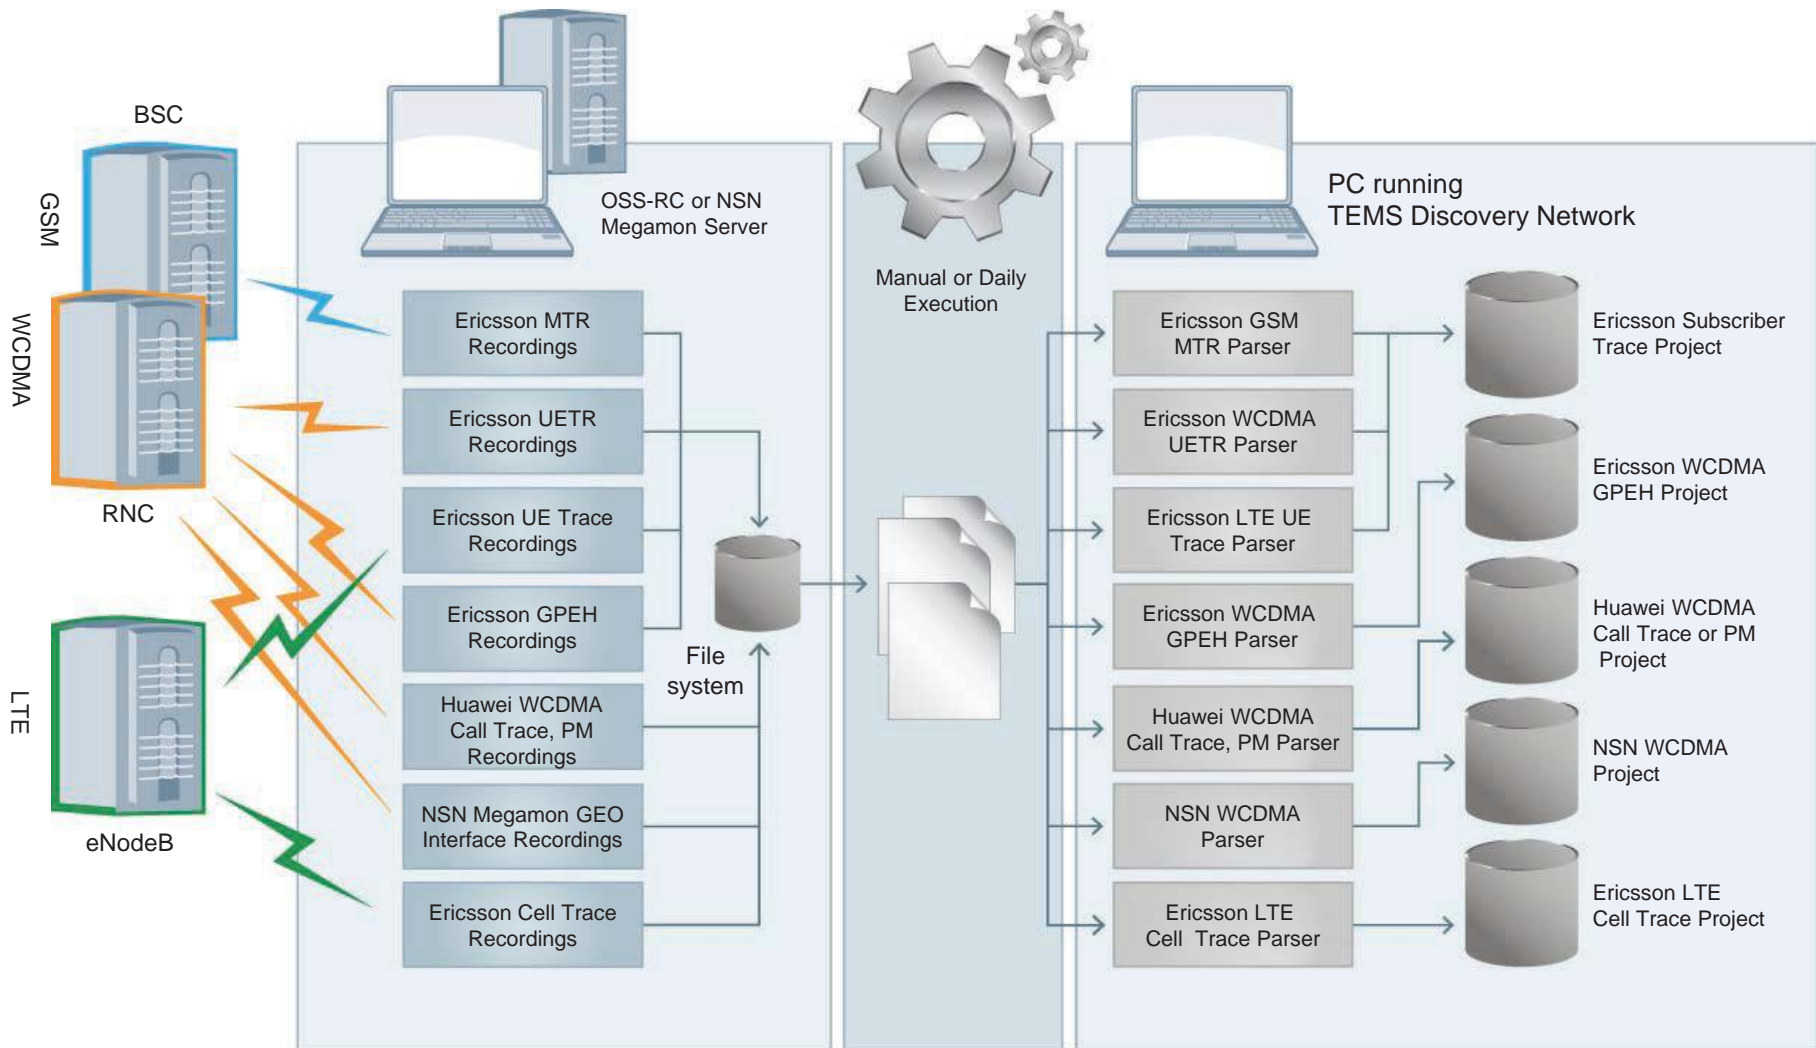 BSC
GSM
WCDMA
RNC
LTE
eNodeB
OSS-RC or NSN
Megamon Server
Ericsson MTR
Recordings
Ericsson UETR
Recordings
Ericsson UE Trace
Recordings
Ericsson GPEH
Recordings
Huawei WCDMA
Call Trace, PM
Recordings
NSN Megamon GEO
Interface Recordings
Ericsson Cell Trace
Recordings
File
system
Manual or Daily
Execution
PC running
TEMS Discovery Network
Ericsson GSM
MTR Parser
Ericsson WCDMA
UETR Parser
Ericsson LTE UE
Trace Parser
Ericsson WCDMA
GPEH Parser
Huawei WCDMA
Call Trace, PM Parser
NSN WCDMA
Parser
Ericsson LTE
Cell Trace Parser
Ericsson Subscriber
Trace Project
Ericsson WCDMA
GPEH Project
Huawei WCDMA
Call Trace or PM
Project
NSN WCDMA
Project
Ericsson LTE
Cell Trace Project